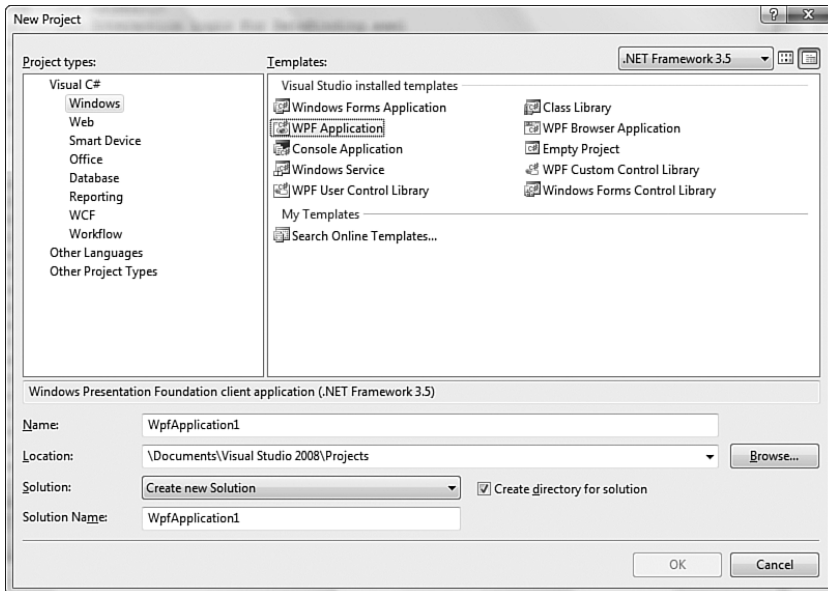 New Project
Project types:
Templates:
.NET Framework 3.5
Visual C#
Windows
Web
Smart Device
Office
Database
Reporting
WCF
Workflow
Other Languages
Other Project Types
Visual Studio installed templates
Windows Forms Application
Class Library
WPF Application
WPF Browser Application
Console Application
Empty Project
Windows Service
WPF Custom Control Library
WPF User Control Library
Windows Forms Control Library
My Templates
Search Online Templates...
Windows Presentation Foundation client application (.NET Framework 3.5)
Name: WpfApplication1
Location: \Documents\Visual Studio 2008\Projects Browse...
Solution: Create new Solution Create directory for solution
Solution Name: WpfApplication1
OK Cancel